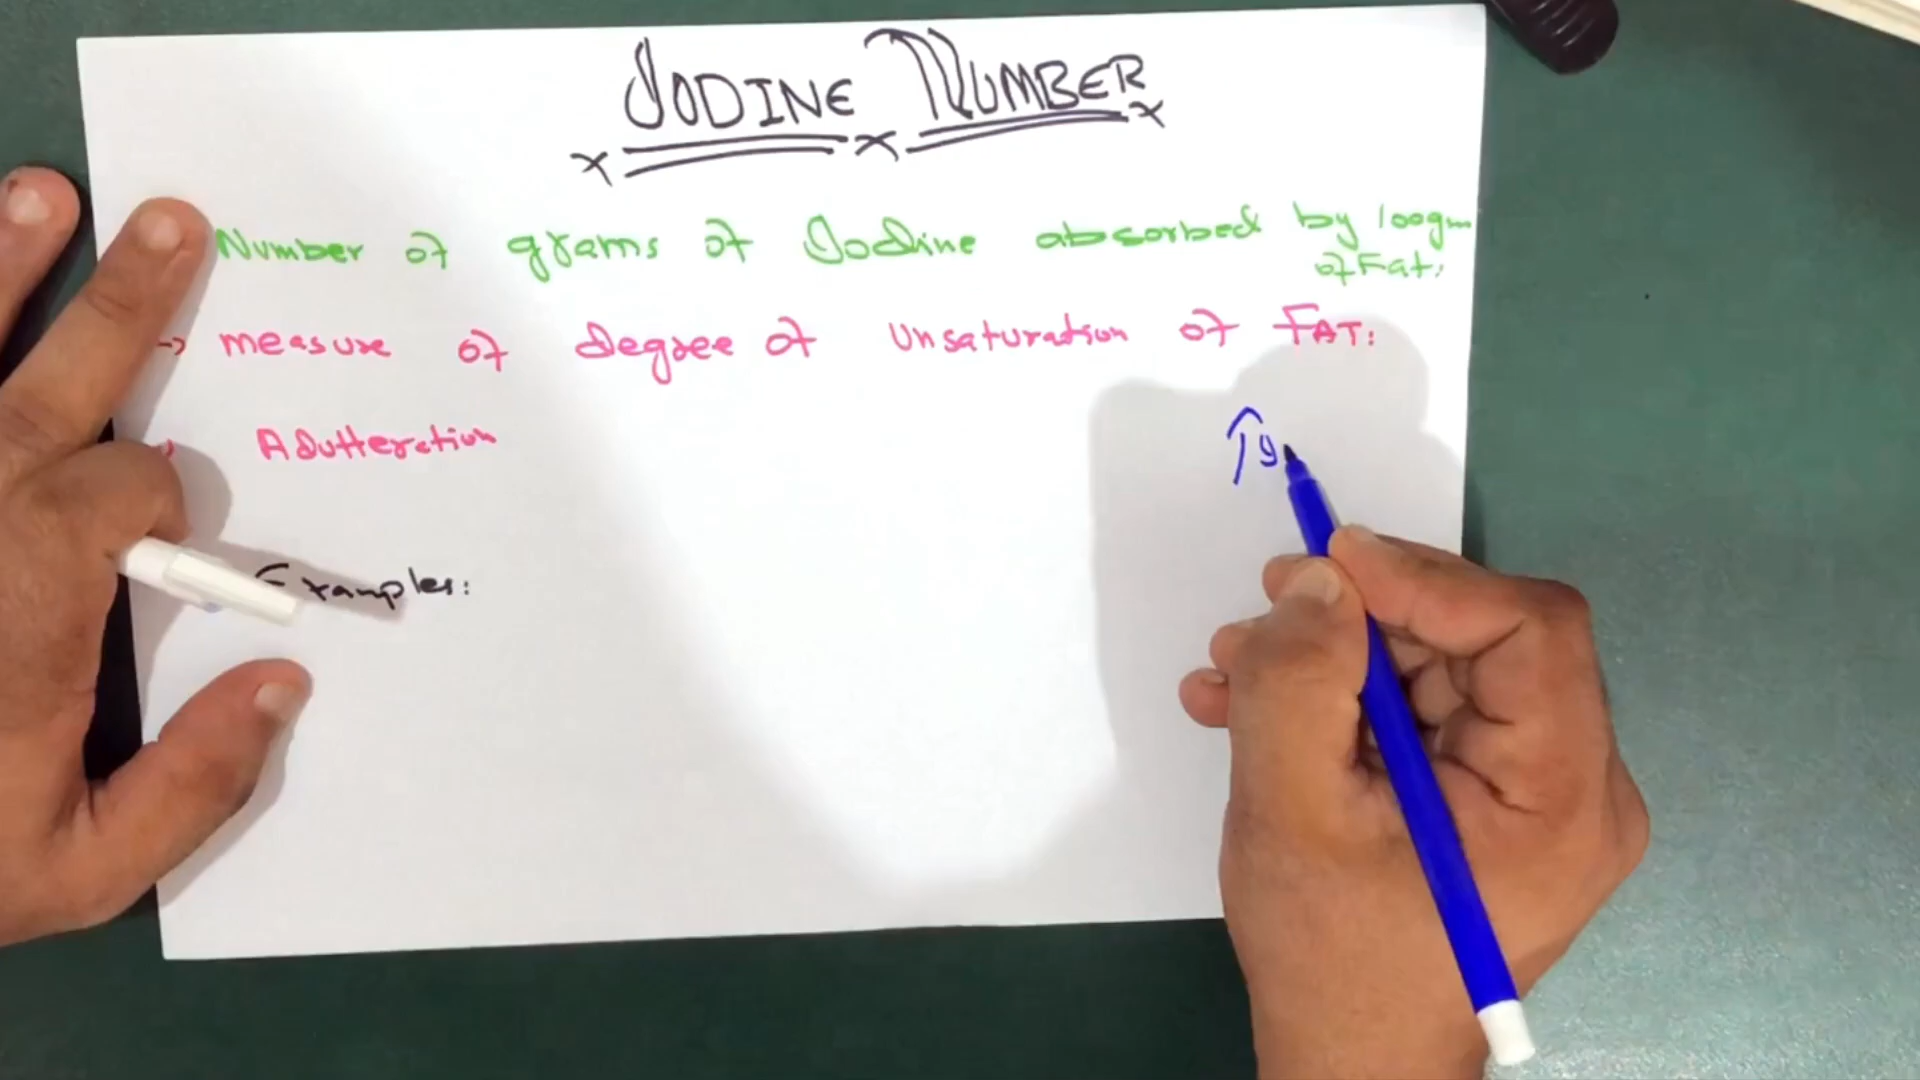 IODINE NUMBER
Number of grams of Iodine absorbed by 100gm
of Fat.
→ measure of degree of Unsaturation of FAT:
Adutteration
Examples: